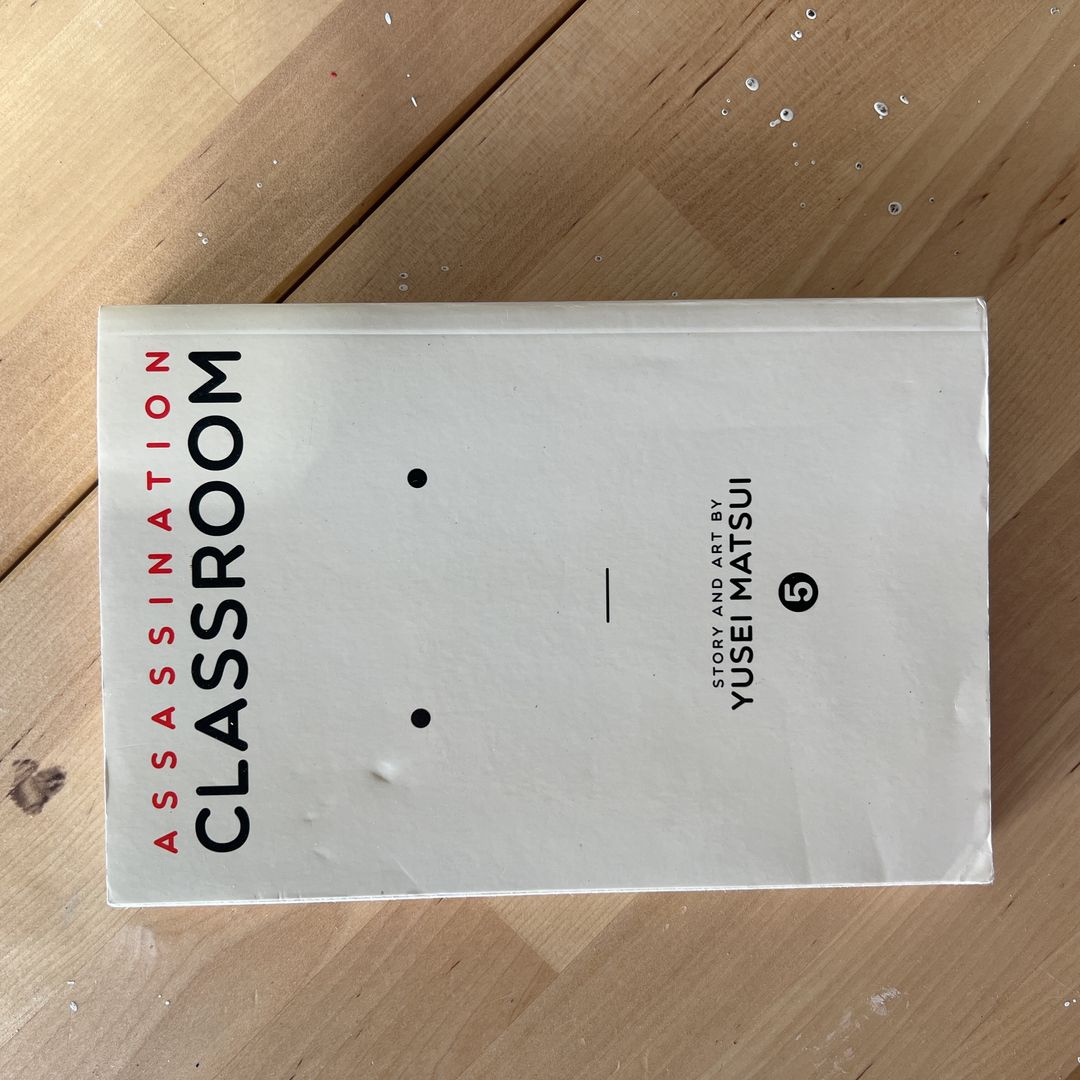 ASSASSINATION
CLASSROOM
STORY AND ART BY
YUSEI MATSUI
5